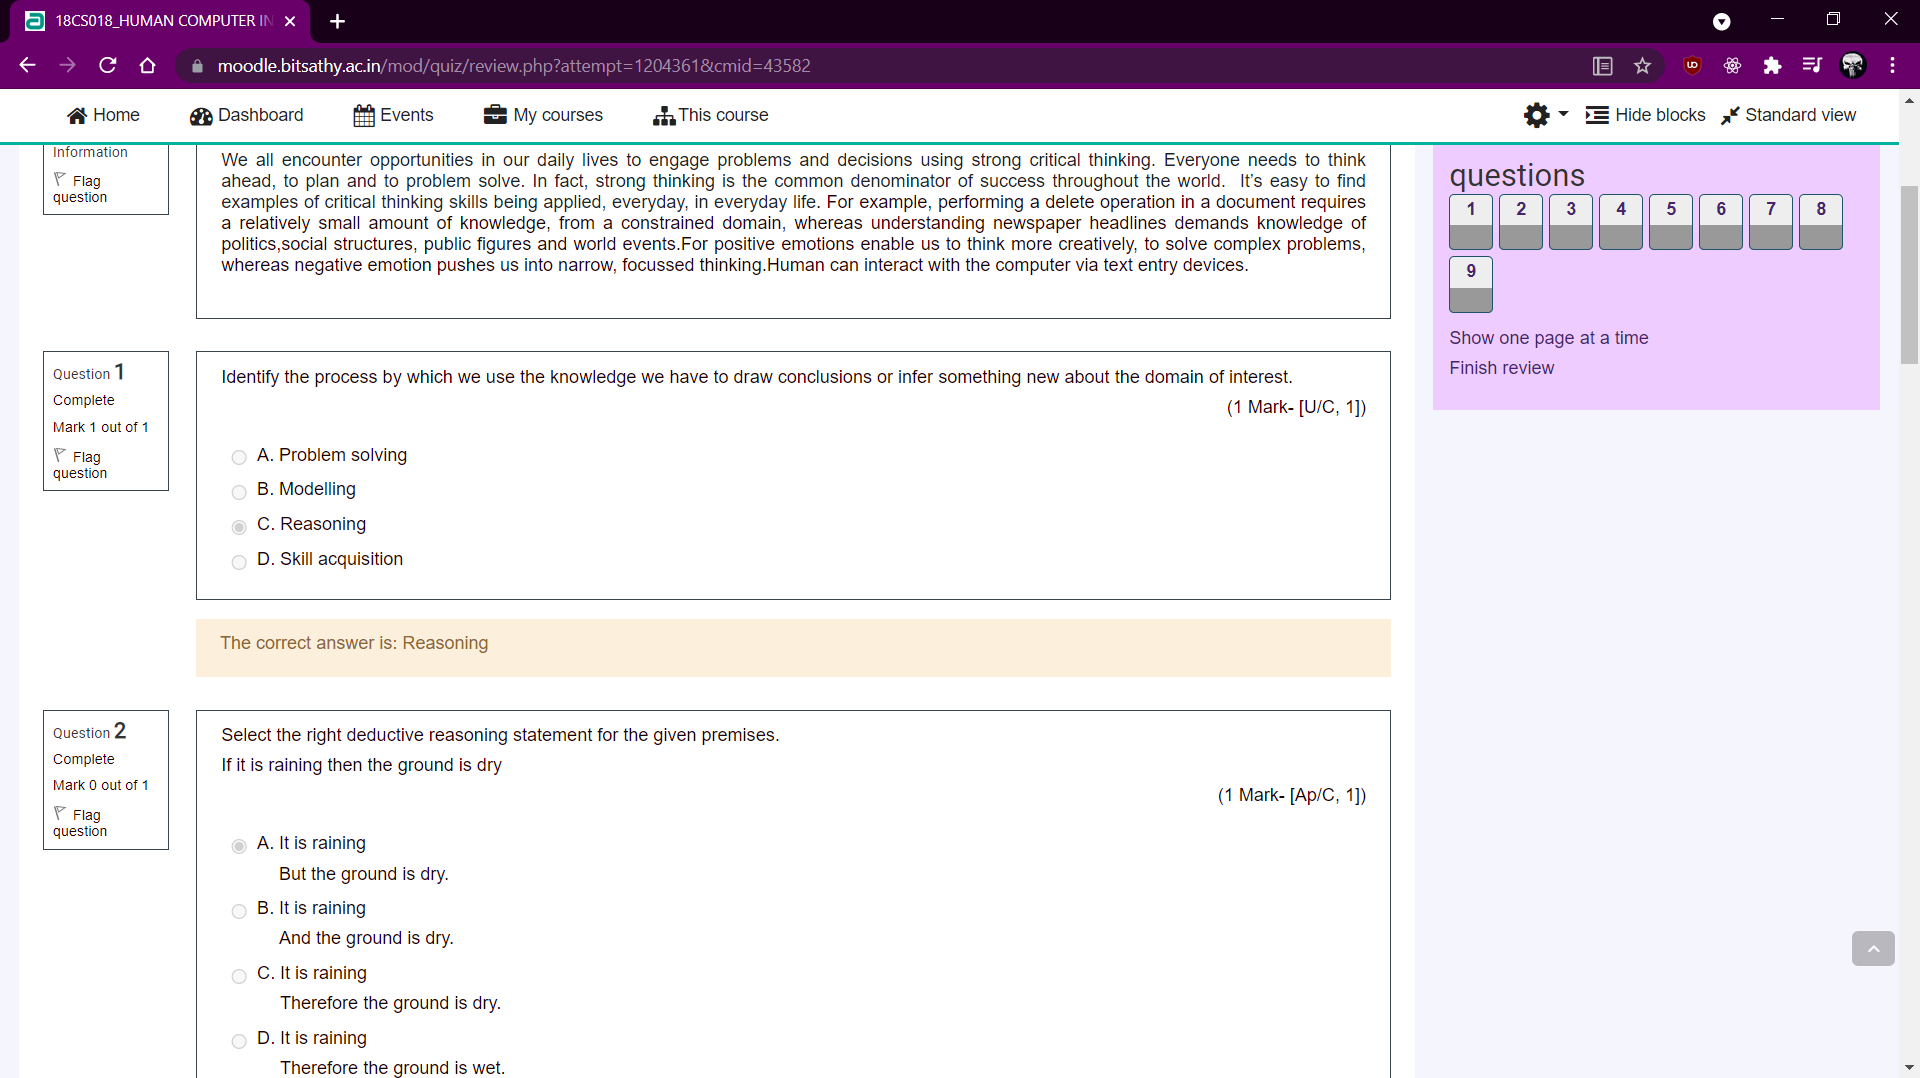 18CS018_HUMAN COMPUTER IN
moodle.bitsathy.ac.in/mod/quiz/review.php?attempt=1204361&cmid=43582
Home
Dashboard
Events
My courses
This course
Hide blocks
Standard view
Information
Flag
question
We all encounter opportunities in our daily lives to engage problems and decisions using strong critical thinking. Everyone needs to think
ahead, to plan and to problem solve. In fact, strong thinking is the common denominator of success throughout the world. It's easy to find
examples of critical thinking skills being applied, everyday, in everyday life. For example, performing a delete operation in a document requires
a relatively small amount of knowledge, from a constrained domain, whereas understanding newspaper headlines demands knowledge of
politics,social structures, public figures and world events.For positive emotions enable us to think more creatively, to solve complex problems,
whereas negative emotion pushes us into narrow, focussed thinking.Human can interact with the computer via text entry devices.
questions
1 2 3 4 5 6 7 8
9
Show one page at a time
Finish review
Question 1
Complete
Mark 1 out of 1
Flag
question
Identify the process by which we use the knowledge we have to draw conclusions or infer something new about the domain of interest.
(1 Mark- [U/C, 1])
A. Problem solving
B. Modelling
C. Reasoning
D. Skill acquisition
The correct answer is: Reasoning
Question 2
Complete
Mark 0 out of 1
Flag
question
Select the right deductive reasoning statement for the given premises.
If it is raining then the ground is dry
(1 Mark- [Ap/C, 1])
A. It is raining
But the ground is dry.
B. It is raining
And the ground is dry.
C. It is raining
Therefore the ground is dry.
D. It is raining
Therefore the ground is wet.